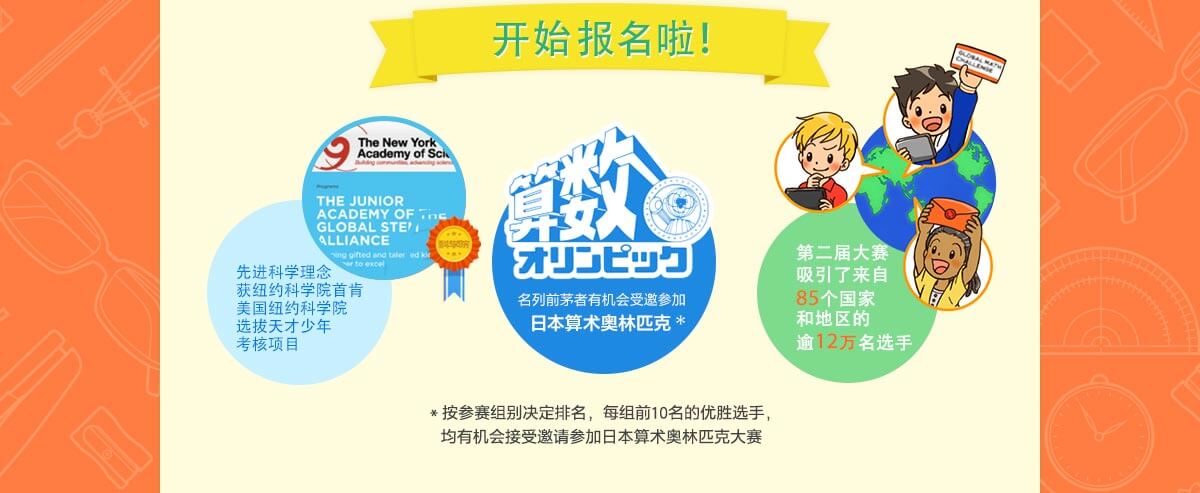 开始报名啦!
GLOBAL MATH
CHALLENGE
The New York
Academy of Scie
Building communities, advancing science
Programs
THE JUNIOR
ACADEMY OF THE
GLOBAL STEM
ALLIANCE
先进科学理念
获纽约科学院首肯
美国纽约科学院
选拔天才少年
考核项目
算数
オリンピック
名列前茅者有机会受邀参加
日本算术奥林匹克*
第二届大赛
吸引了来自
85个国家
和地区的
逾12万名选手
*按参赛组别决定排名，每组前10名的优胜选手，
均有机会接受邀请参加日本算术奥林匹克大赛